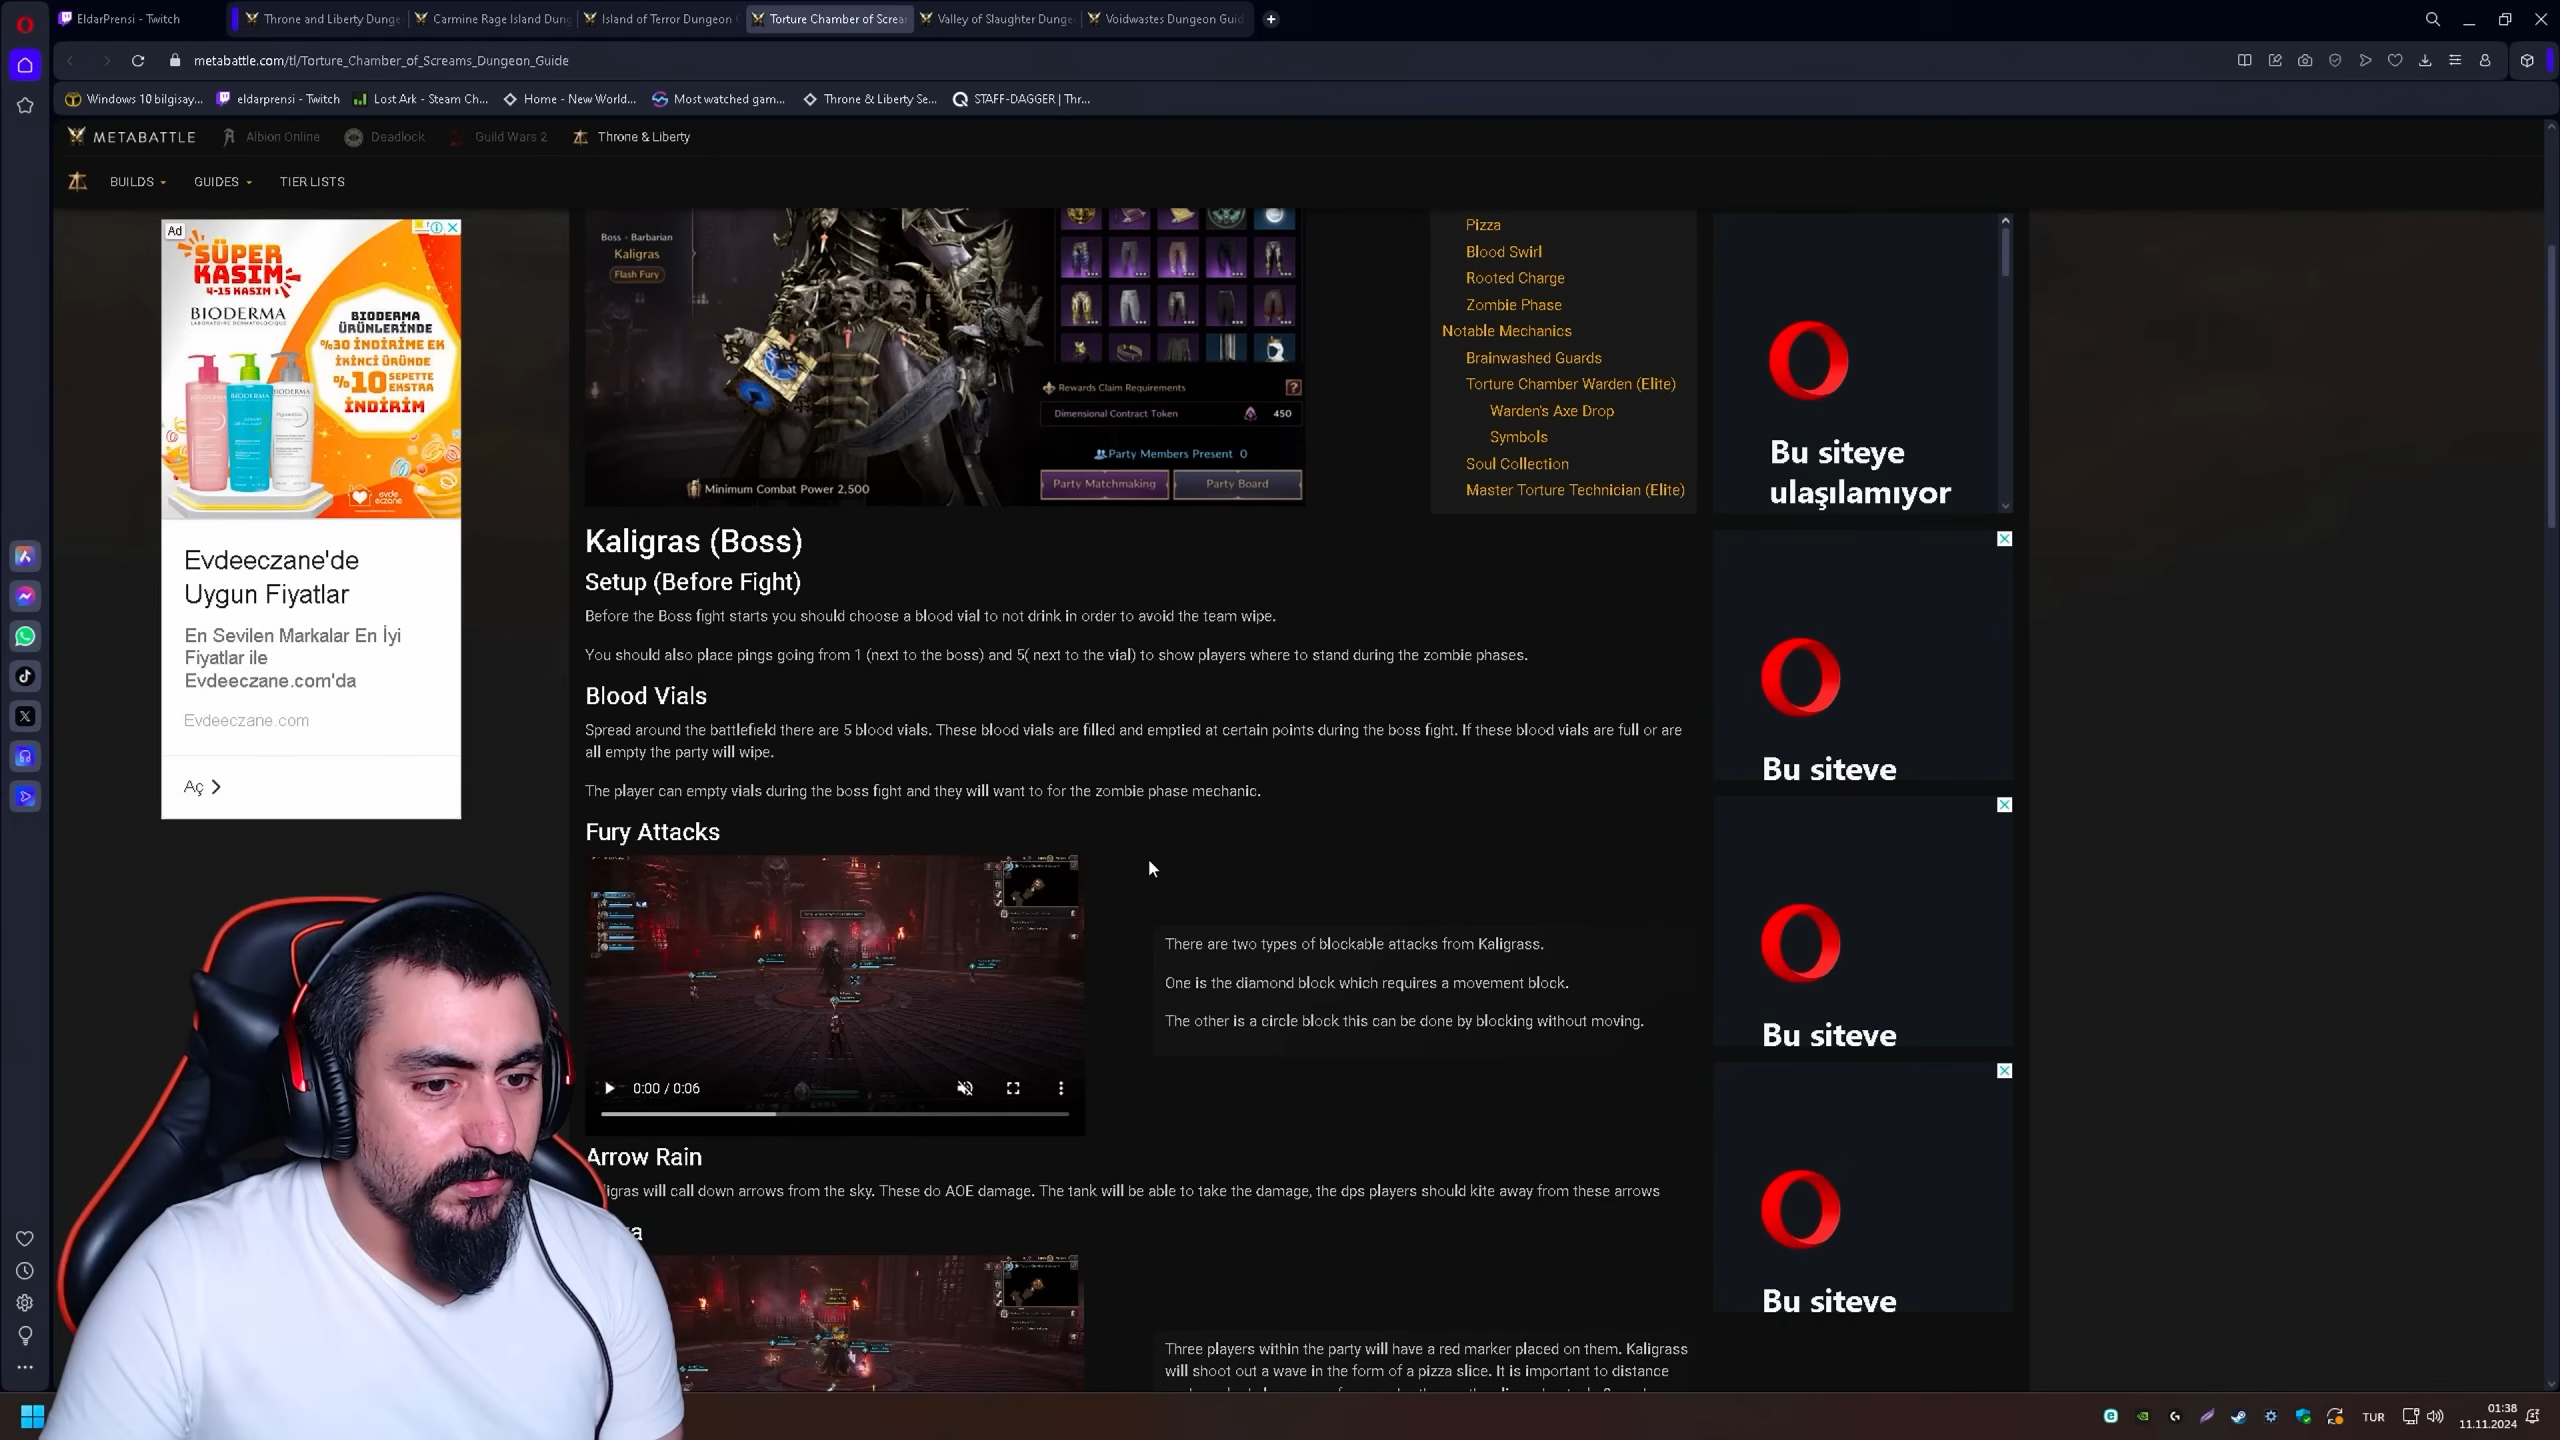 EldarPrensi - Twitch
Throne and Liberty Dunge
Carmine Rage Island Dung
Island of Terror Dungeon
Torture Chamber of Screar
Valley of Slaughter Dunge
Voidwastes Dungeon Guid
metabattle.com/tl/Torture_Chamber_of_Screams_Dungeon_Guide
Windows 10 bilgisay...
eldarprensi - Twitch
Lost Ark - Steam Ch...
Home - New World...
Most watched gam...
Throne & Liberty Se...
STAFF-DAGGER | Thr...
METABATTLE
Albion Online
Deadlock
Guild Wars 2
Throne & Liberty
BUILDS
GUIDES
TIER LISTS
Ad
SÜPER
KASIM
4-15 KASIM
BIODERMA
LABORATOIRE DERMATOLOGIQUE
BIODERMA
ÜRÜNLERİNDE
%30 İNDİRİME EK
İKİNCİ ÜRÜNDE
%10 SEPETTE
EKSTRA
İNDİRİM
evde
eczane
Evdeeczane'de
Uygun Fiyatlar
En Sevilen Markalar En İyi
Fiyatlar ile
Evdeeczane.com'da
Evdeeczane.com
Aç
Boss - Barbarian
Kaligras
Flash Fury
Minimum Combat Power 2,500
Rewards Claim Requirements
?
Dimensional Contract Token
450
Party Members Present 0
Party Matchmaking
Party Board
Pizza
Blood Swirl
Rooted Charge
Zombie Phase
Notable Mechanics
Brainwashed Guards
Torture Chamber Warden (Elite)
Warden's Axe Drop
Symbols
Soul Collection
Master Torture Technician (Elite)
Kaligras (Boss)
Setup (Before Fight)
Before the Boss fight starts you should choose a blood vial to not drink in order to avoid the team wipe.
You should also place pings going from 1 (next to the boss) and 5( next to the vial) to show players where to stand during the zombie phases.
Blood Vials
Spread around the battlefield there are 5 blood vials. These blood vials are filled and emptied at certain points during the boss fight. If these blood vials are full or are
all empty the party will wipe.
The player can empty vials during the boss fight and they will want to for the zombie phase mechanic.
Fury Attacks
0:00 / 0:06
There are two types of blockable attacks from Kaligrass.
One is the diamond block which requires a movement block.
The other is a circle block this can be done by blocking without moving.
Arrow Rain
igras will call down arrows from the sky. These do AOE damage. The tank will be able to take the damage, the dps players should kite away from these arrows
Three players within the party will have a red marker placed on them. Kaligrass
will shoot out a wave in the form of a pizza slice. It is important to distance
Bu siteye
ulaşılamıyor
Bu siteye
Bu siteye
Bu siteye
TUR
01:38
11.11.2024